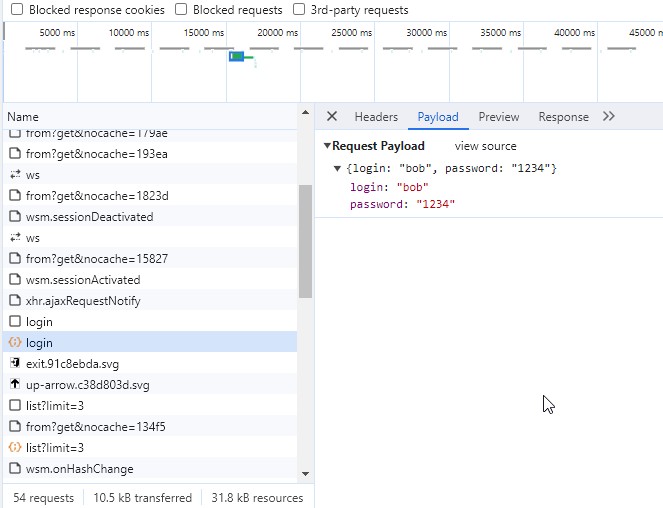 Blocked response cookies Blocked requests 3rd-party requests
5000 ms 10000 ms 15000 ms 20000 ms 25000 ms 30000 ms 35000 ms 40000 ms 45000 m
Name
from?get&nocache=179ae
from?get&nocache=193ea
ws
from?get&nocache=1823d
wsm.sessionDeactivated
ws
from?get&nocache=15827
wsm.sessionActivated
xhr.ajaxRequestNotify
login
login
exit.91c8ebda.svg
up-arrow.c38d803d.svg
list?limit=3
from?get&nocache=134f5
list?limit=3
wsm.onHashChange
54 requests 10.5 kB transferred 31.8 kB resources
Headers Payload Preview Response
Request Payload view source
{login: "bob", password: "1234"}
login: "bob"
password: "1234"